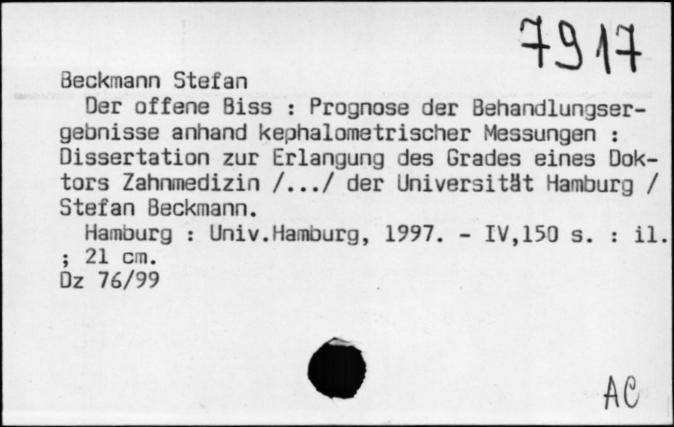 7917
Beckmann Stefan
Der offene Biss : Prognose der Behandlungser-
gebnisse anhand kephalometrischer Messungen :
Dissertation zur Erlangung des Grades eines Dok-
tors Zahnmedizin /.../ der Universität Hamburg /
Stefan Beckmann.
Hamburg : Univ.Hamburg, 1997. - IV,150 s. : il.
; 21 cm.
Dz 76/99
AC